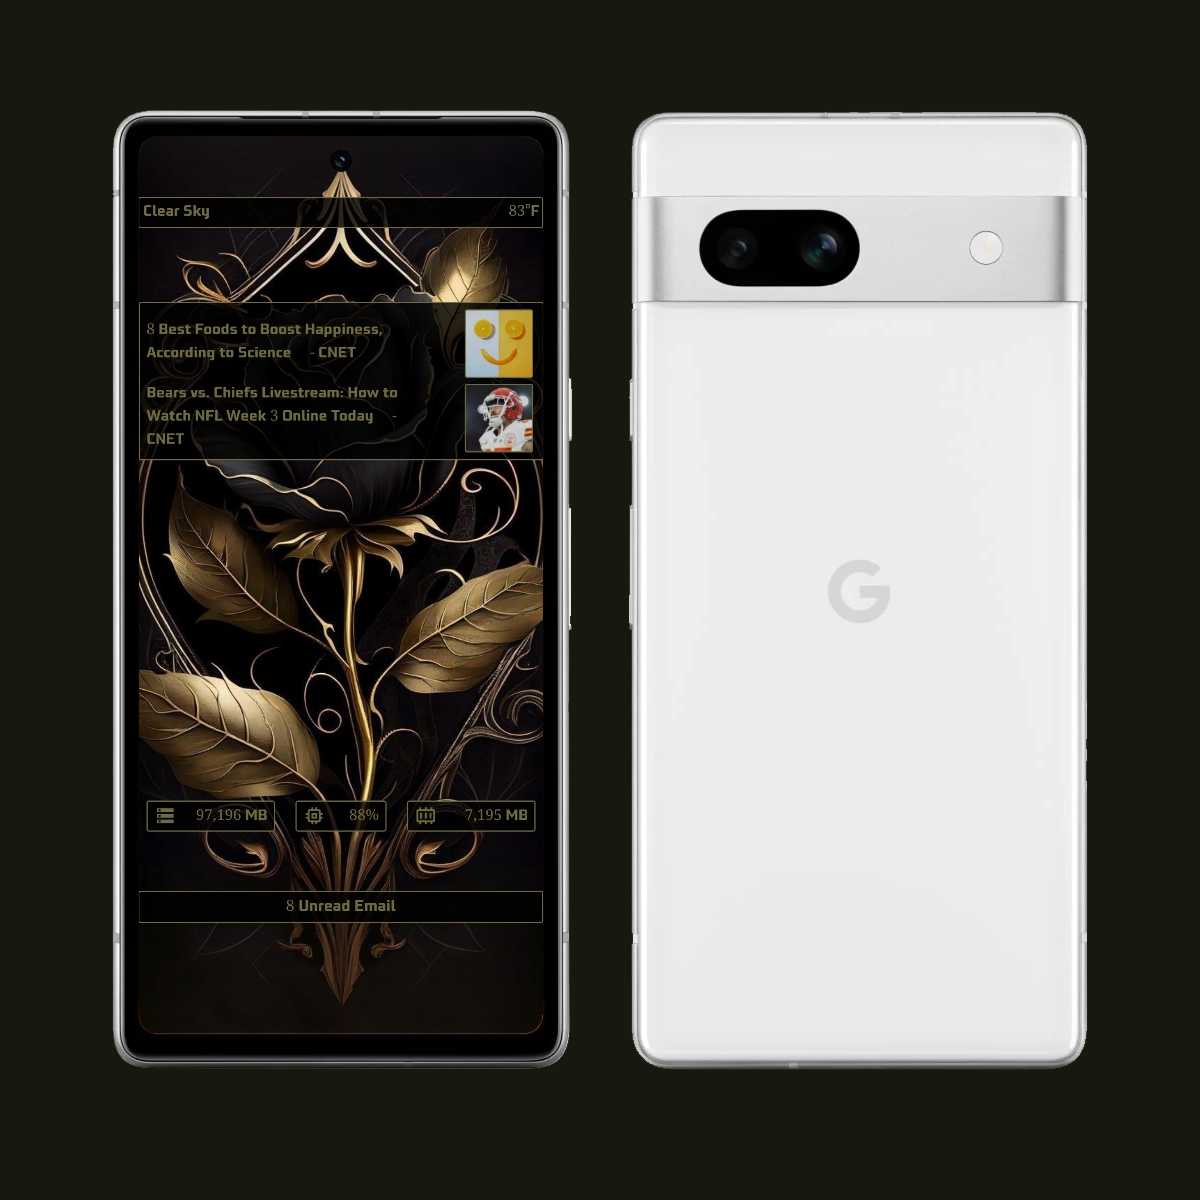 Clear Sky 83°F
8 Best Foods to Boost Happiness,
According to Science - CNET
Bears vs. Chiefs Livestream: How to
Watch NFL Week 3 Online Today -
CNET
97,196 MB 88% 7,195 MB
8 Unread Email
G